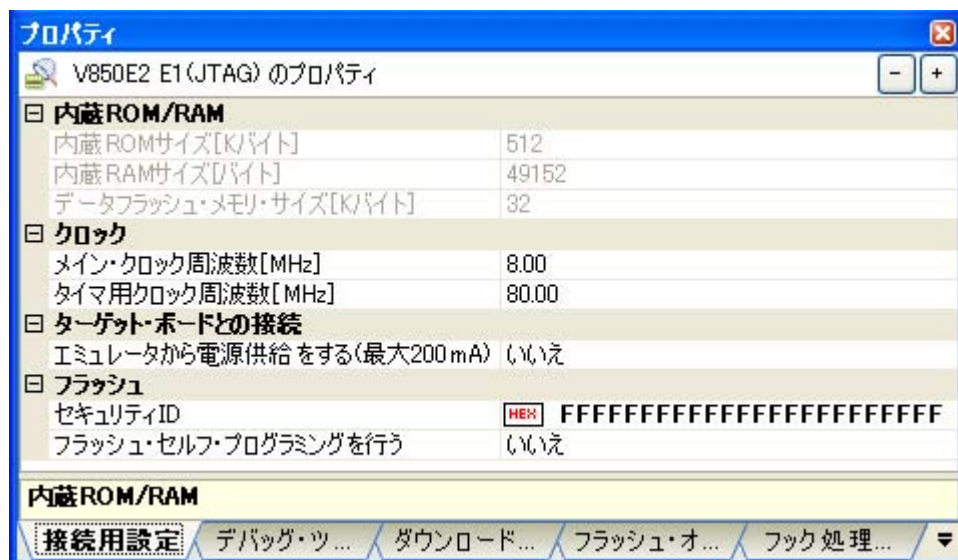 プロパティ
V850E2 E1(JTAG) のプロパティ
- +
内蔵ROM/RAM
内蔵ROMサイズ[Kバイト] 512
内蔵RAMサイズ[バイト] 49152
データフラッシュ・メモリ・サイズ[Kバイト] 32
クロック
メイン・クロック周波数[MHz] 8.00
タイマ用クロック周波数[MHz] 80.00
ターゲット・ボードとの接続
エミュレータから電源供給をする(最大200mA) いいえ
フラッシュ
セキュリティID HEX FFFFFFFFFFFFFFFFFFFFFFFF
フラッシュ・セルフ・プログラミングを行う いいえ
内蔵ROM/RAM
接続用設定 デバッグ・ツ... ダウンロード... フラッシュ・オ... フック処理...